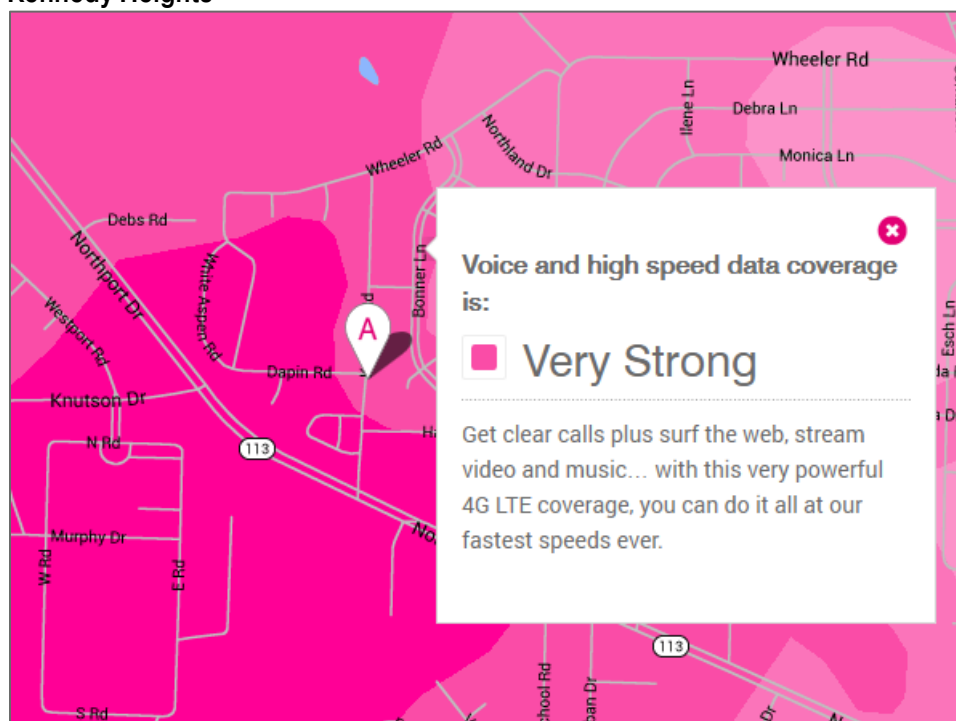 Kennedy Heights
Wheeler Rd
Ilene Ln
Debra Ln
Northland Dr
Monica Ln
Wheeler Rd
Debs Rd
Northport Dr
White Aspen Rd
Bonner Ln
Voice and high speed data coverage
is:
Very Strong
Get clear calls plus surf the web, stream
video and music... with this very powerful
4G LTE coverage, you can do it all at our
fastest speeds ever.
A
Westport Rd
Dapin Rd
Esch Ln
Knutson Dr
N Rd
113
Murphy Dr
W Rd
E Rd
113
S Rd